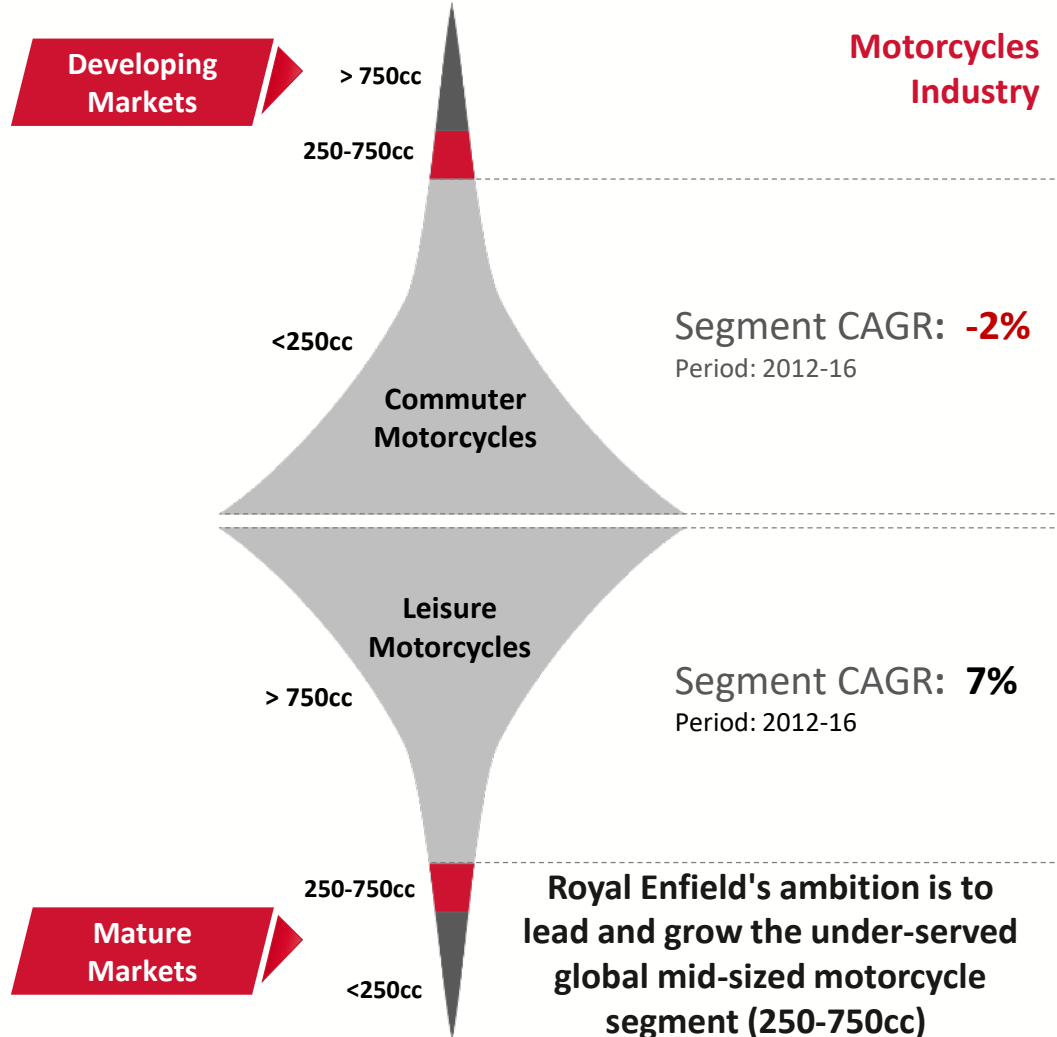 Developing
Markets
> 750cc
Motorcycles
Industry
250-750cc
<250cc
Segment CAGR: -2%
Period: 2012-16
Commuter
Motorcycles
Leisure
Motorcycles
> 750cc
Segment CAGR: 7%
Period: 2012-16
250-750cc
Mature
Markets
<250cc
Royal Enfield's ambition is to
lead and grow the under-served
global mid-sized motorcycle
segment (250-750cc)